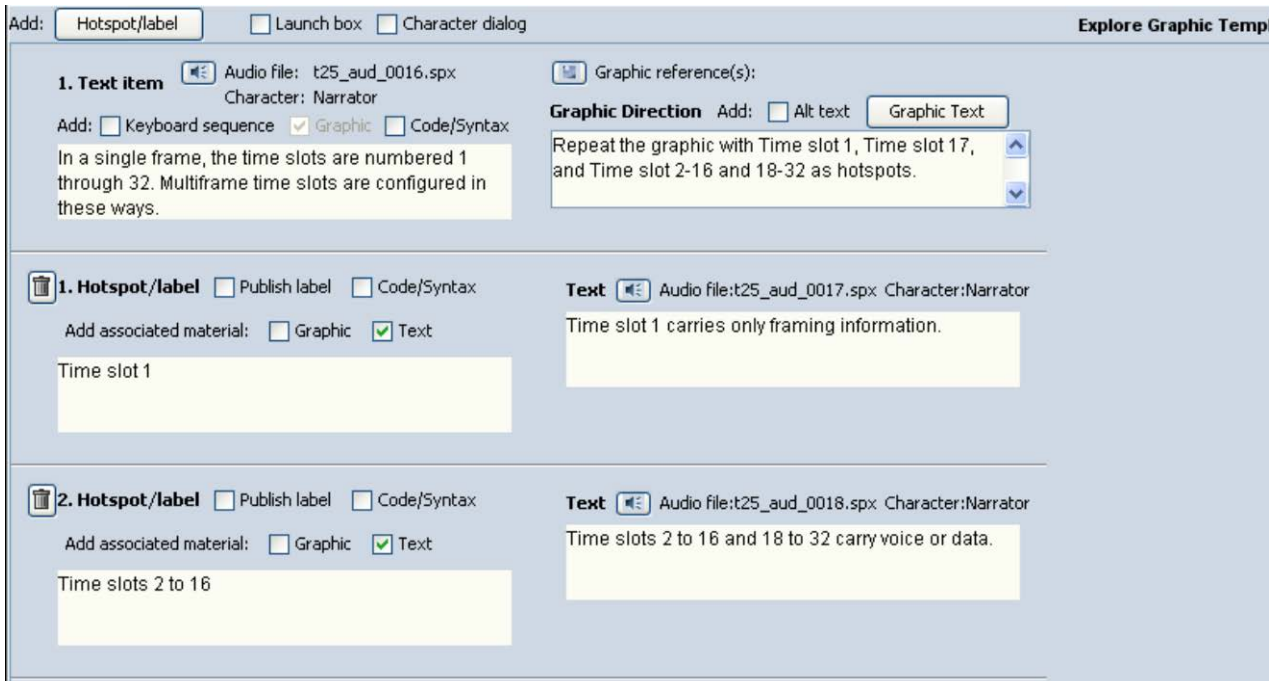 Add: Hotspot/label Launch box Character dialog Explore Graphic Templ
1. Text item Audio file: t25_aud_0016.spx
Character: Narrator
Add: Keyboard sequence Graphic Code/Syntax
In a single frame, the time slots are numbered 1
through 32. Multiframe time slots are configured in
these ways.
Graphic reference(s):
Graphic Direction Add: Alt text Graphic Text
Repeat the graphic with Time slot 1, Time slot 17,
and Time slot 2-16 and 18-32 as hotspots.
1. Hotspot/label Publish label Code/Syntax
Add associated material: Graphic Text
Time slot 1
Text Audio file:t25_aud_0017.spx Character:Narrator
Time slot 1 carries only framing information.
2. Hotspot/label Publish label Code/Syntax
Add associated material: Graphic Text
Time slots 2 to 16
Text Audio file:t25_aud_0018.spx Character:Narrator
Time slots 2 to 16 and 18 to 32 carry voice or data.